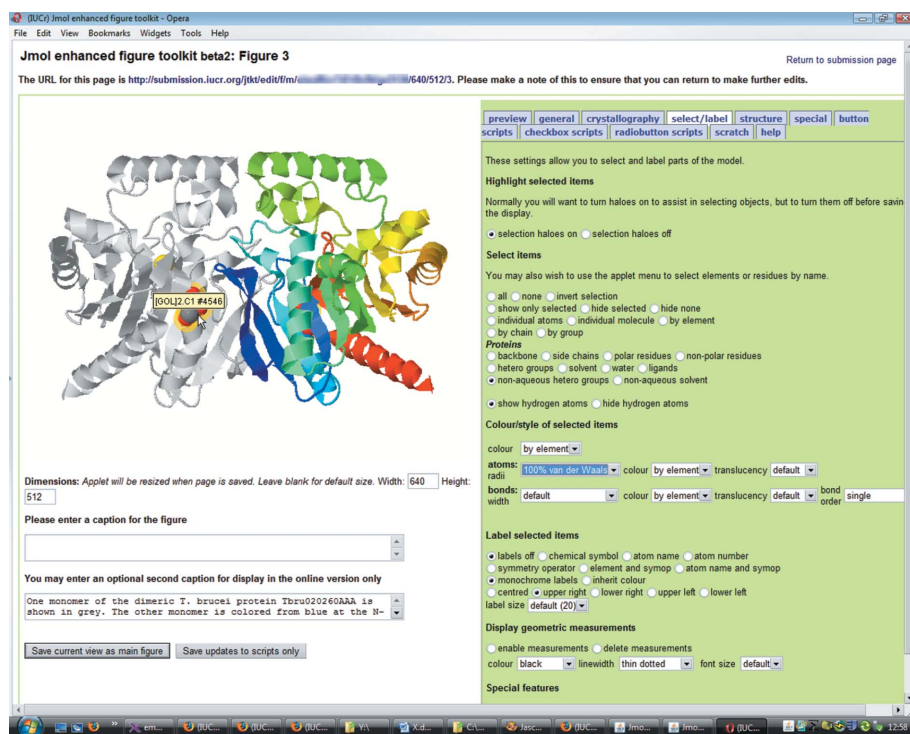 (IUCr) Jmol enhanced figure toolkit - Opera
File Edit View Bookmarks Widgets Tools Help
Jmol enhanced figure toolkit beta2: Figure 3
Return to submission page
The URL for this page is http://submission.iucr.org/jtkt/edit/f/m/ /640/512/3. Please make a note of this to ensure that you can return to make further edits.
preview general crystallography select/label structure special button
scripts checkbox scripts radiobutton scripts scratch help
These settings allow you to select and label parts of the model.
Highlight selected items
Normally you will want to turn haloes on to assist in selecting objects, but to turn them off before savin
the display.
selection haloes on selection haloes off
Select items
You may also wish to use the applet menu to select elements or residues by name.
all none invert selection
show only selected hide selected hide none
individual atoms individual molecule by element
by chain by group
Proteins
backbone side chains polar residues non-polar residues
hetero groups solvent water ligands
non-aqueous hetero groups non-aqueous solvent
show hydrogen atoms hide hydrogen atoms
Colour/style of selected items
colour by element
atoms: radii 100% van der Waals colour by element translucency default
bonds: width default colour by element translucency default bond order single
Label selected items
labels off chemical symbol atom name atom number
symmetry operator element and symop atom name and symop
monochrome labels inherit colour
centred upper right lower right upper left lower left
label size default (20)
Display geometric measurements
enable measurements delete measurements
colour black linewidth thin dotted font size default
Special features
[GOL]2.C1 #4546
Dimensions: Applet will be resized when page is saved. Leave blank for default size. Width: 640 Height:
512
Please enter a caption for the figure
You may enter an optional second caption for display in the online version only
One monomer of the dimeric T. brucei protein Tbru020260AAA is
shown in grey. The other monomer is colored from blue at the N-
Save current view as main figure Save updates to scripts only
» em... (IUC... (IUC... (IUC... Y:\ X.d... C:\... Jasc... (IUC... Jmo... Jmo... (IUC... 12:58